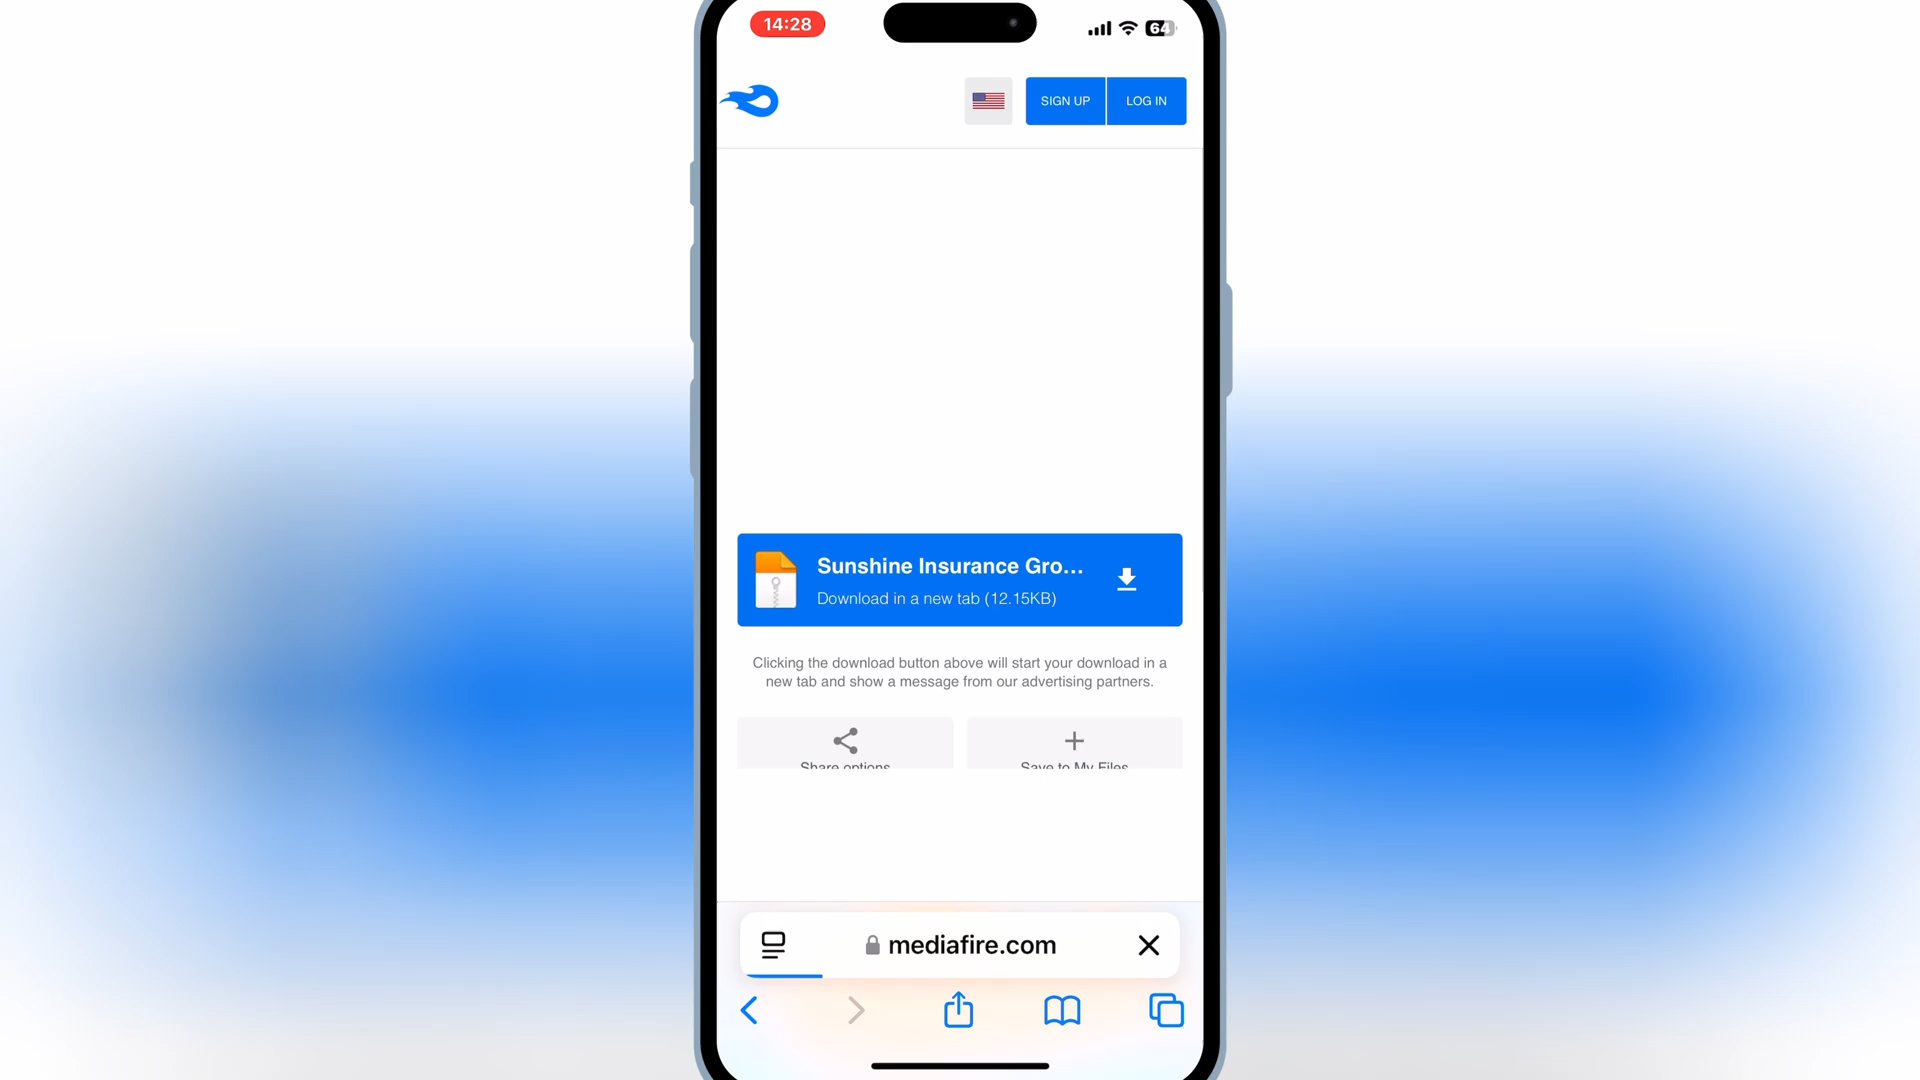 14:28
64
SIGN UP
LOG IN
Sunshine Insurance Gro...
Download in a new tab (12.15KB)
Clicking the download button above will start your download in a
new tab and show a message from our advertising partners.
Share options
Save to My Files
mediafire.com